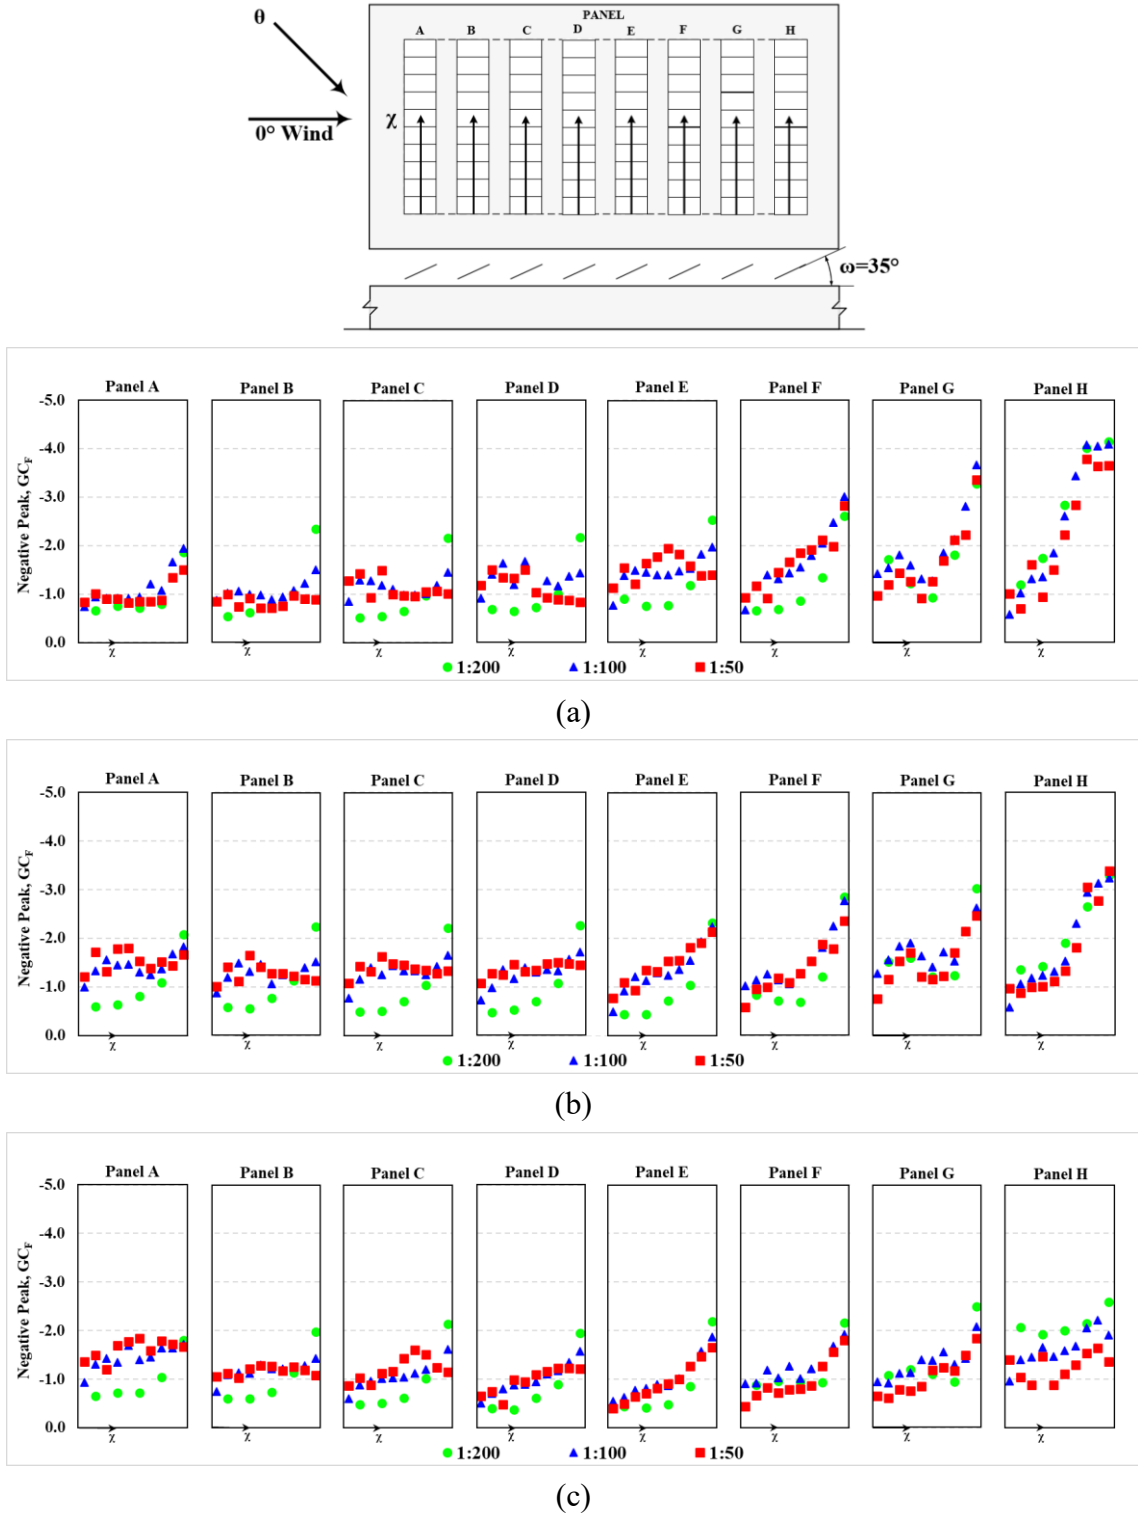 θ
0° Wind
PANEL
A B C D E F G H
χ
ω=35°
Panel A Panel B Panel C Panel D Panel E Panel F Panel G Panel H
Negative Peak, GC_F
-5.0
-4.0
-3.0
-2.0
-1.0
0.0
χ χ χ χ χ χ χ χ
1:200 1:100 1:50
(a)
Panel A Panel B Panel C Panel D Panel E Panel F Panel G Panel H
Negative Peak, GC_F
-5.0
-4.0
-3.0
-2.0
-1.0
0.0
χ χ χ χ χ χ χ χ
1:200 1:100 1:50
(b)
Panel A Panel B Panel C Panel D Panel E Panel F Panel G Panel H
Negative Peak, GC_F
-5.0
-4.0
-3.0
-2.0
-1.0
0.0
χ χ χ χ χ χ χ χ
1:200 1:100 1:50
(c)